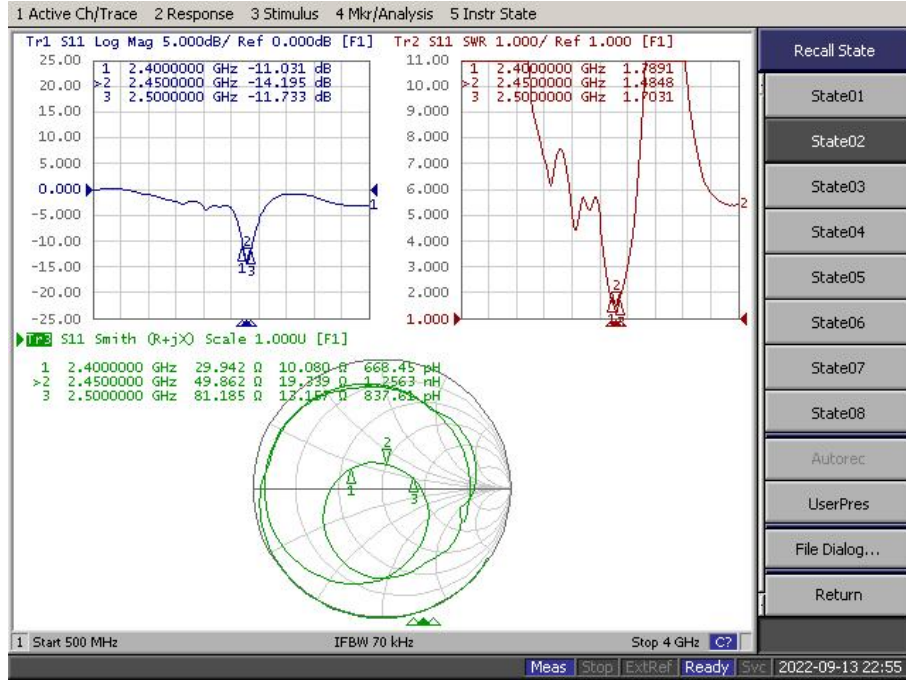 1 Active Ch/Trace 2 Response 3 Stimulus 4 Mkr/Analysis 5 Instr State
Tr1 S11 Log Mag 5.000dB/ Ref 0.000dB [F1]
25.00
20.00
15.00
10.00
5.000
0.000
-5.000
-10.00
-15.00
-20.00
-25.00
1 2.4000000 GHz -11.031 dB
>2 2.4500000 GHz -14.195 dB
3 2.5000000 GHz -11.733 dB
2
1 3
1
Tr2 S11 SWR 1.000/ Ref 1.000 [F1]
11.00
10.00
9.000
8.000
7.000
6.000
5.000
4.000
3.000
2.000
1.000
1 2.4000000 GHz 1.7891
>2 2.4500000 GHz 1.4848
3 2.5000000 GHz 1.7031
2
2
Tr3 S11 Smith (R+jX) Scale 1.000U [F1]
1 2.4000000 GHz 29.942 Ω 10.080 Ω 668.45 pH
>2 2.4500000 GHz 49.862 Ω 19.339 Ω 1.2563 nH
3 2.5000000 GHz 81.185 Ω 13.157 Ω 837.61 pH
2
1
3
1 Start 500 MHz IFBW 70 kHz Stop 4 GHz C?
Meas Stop ExtRef Ready Svc 2022-09-13 22:55
Recall State
State01
State02
State03
State04
State05
State06
State07
State08
Autorec
UserPres
File Dialog...
Return